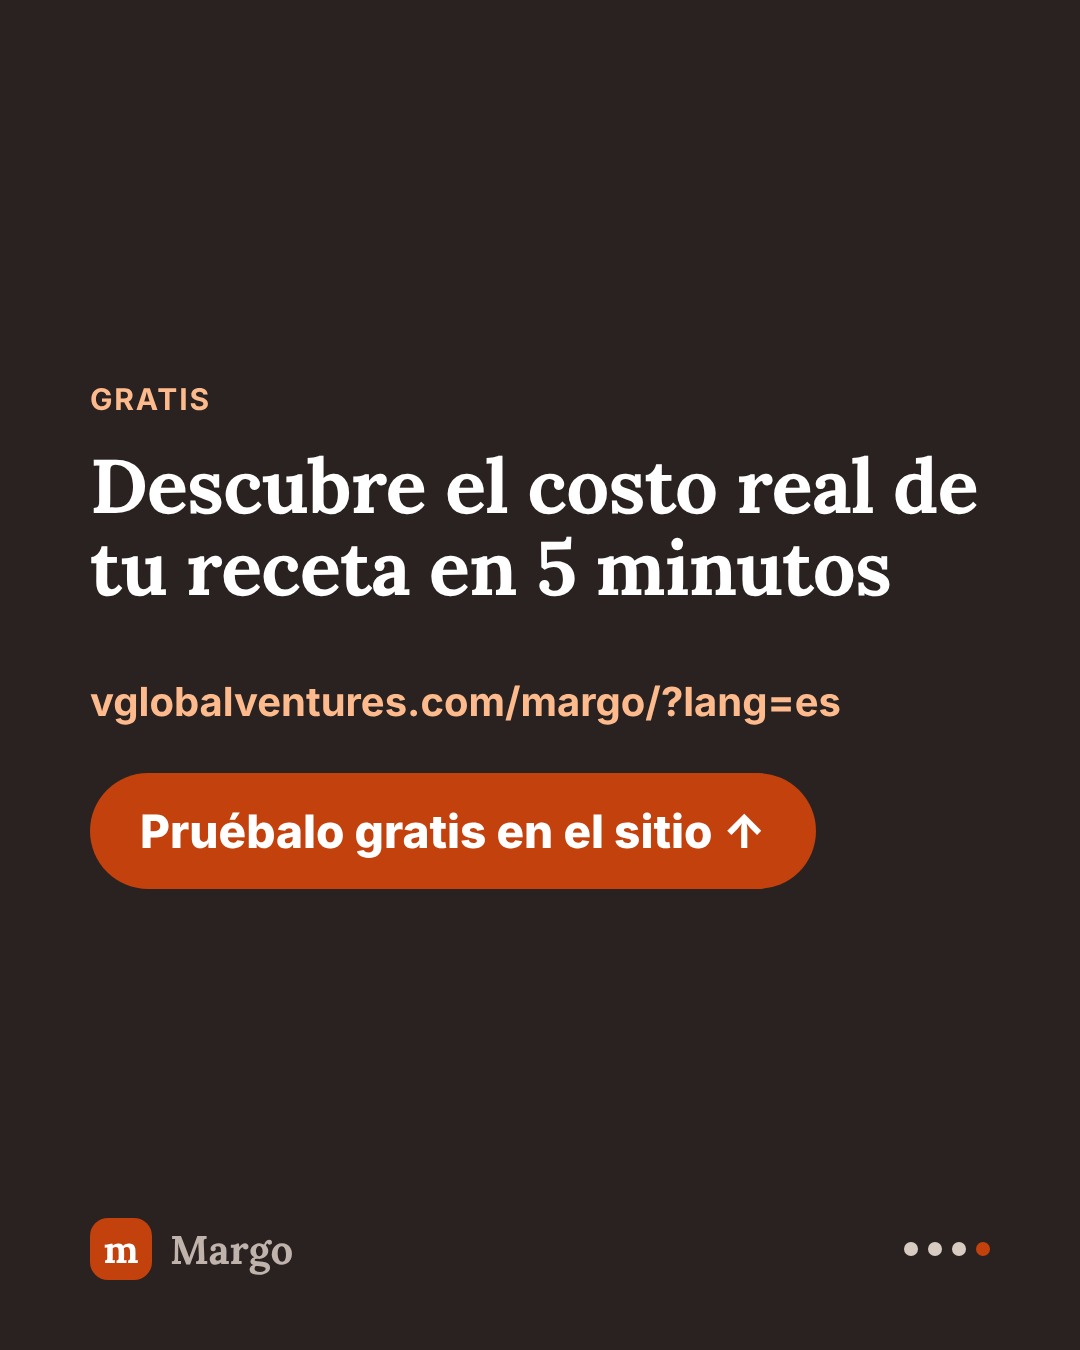 GRATIS
Descubre el costo real de
tu receta en 5 minutos
vglobalventures.com/margo/?lang=es
Pruébalo gratis en el sitio ↑
m Margo